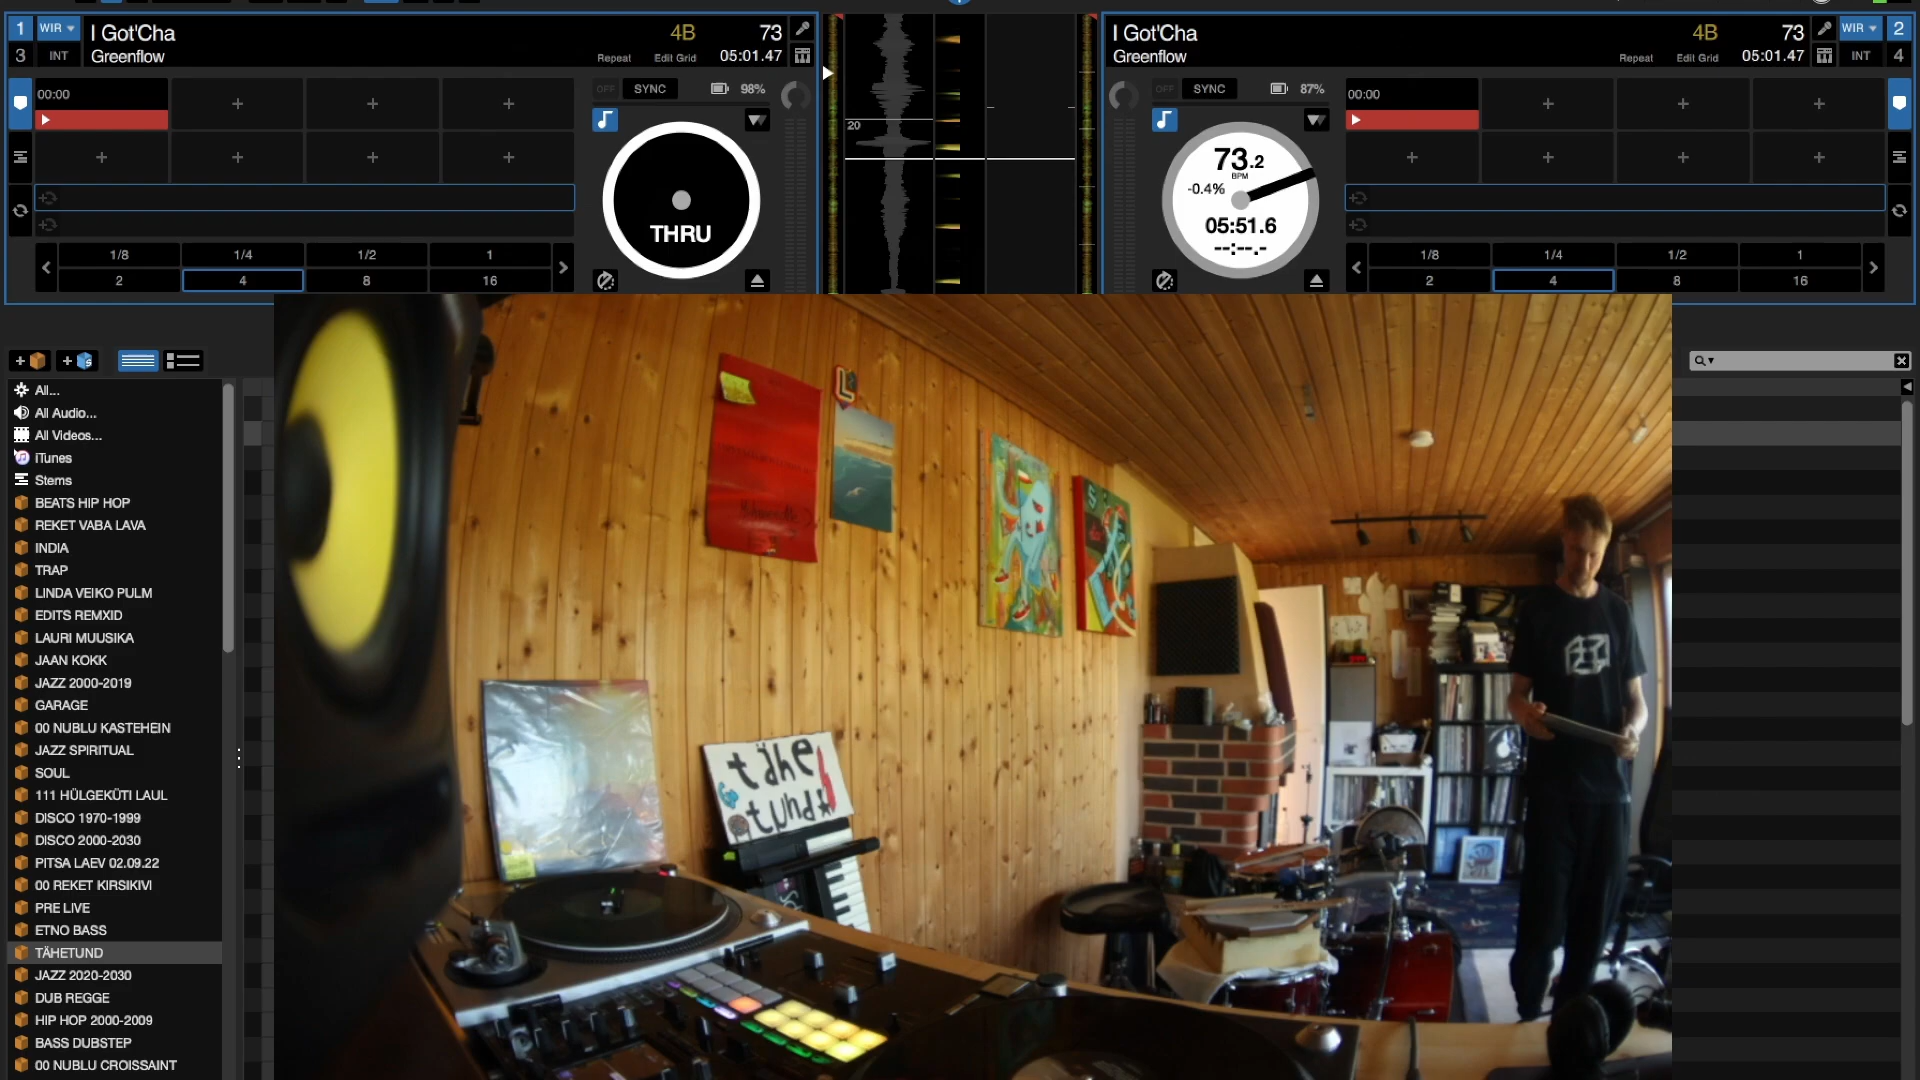 1 WIR I Got'Cha 4B 73
3 INT Greenflow Repeat Edit Grid 05:01.47
00:00
OFF SYNC 98%
THRU
1/8 1/4 1/2 1
2 4 8 16
20
I Got'Cha 4B 73 WIR 2
Greenflow Repeat Edit Grid 05:01.47 INT 4
OFF SYNC 87%
00:00
73.2
BPM
-0.4%
05:51.6
--:--.-
1/8 1/4 1/2 1
2 4 8 16
All...
All Audio...
All Videos...
iTunes
Stems
BEATS HIP HOP
REKET VABA LAVA
INDIA
TRAP
LINDA VEIKO PULM
EDITS REMXID
LAURI MUUSIKA
JAAN KOKK
JAZZ 2000-2019
GARAGE
00 NUBLU KASTEHEIN
JAZZ SPIRITUAL
SOUL
111 HÜLGEKÜTI LAUL
DISCO 1970-1999
DISCO 2000-2030
PITSA LAEV 02.09.22
00 REKET KIRSIKIVI
PRE LIVE
ETNO BASS
TÄHETUND
JAZZ 2020-2030
DUB REGGE
HIP HOP 2000-2009
BASS DUBSTEP
00 NUBLU CROISSAINT
tähe
tund